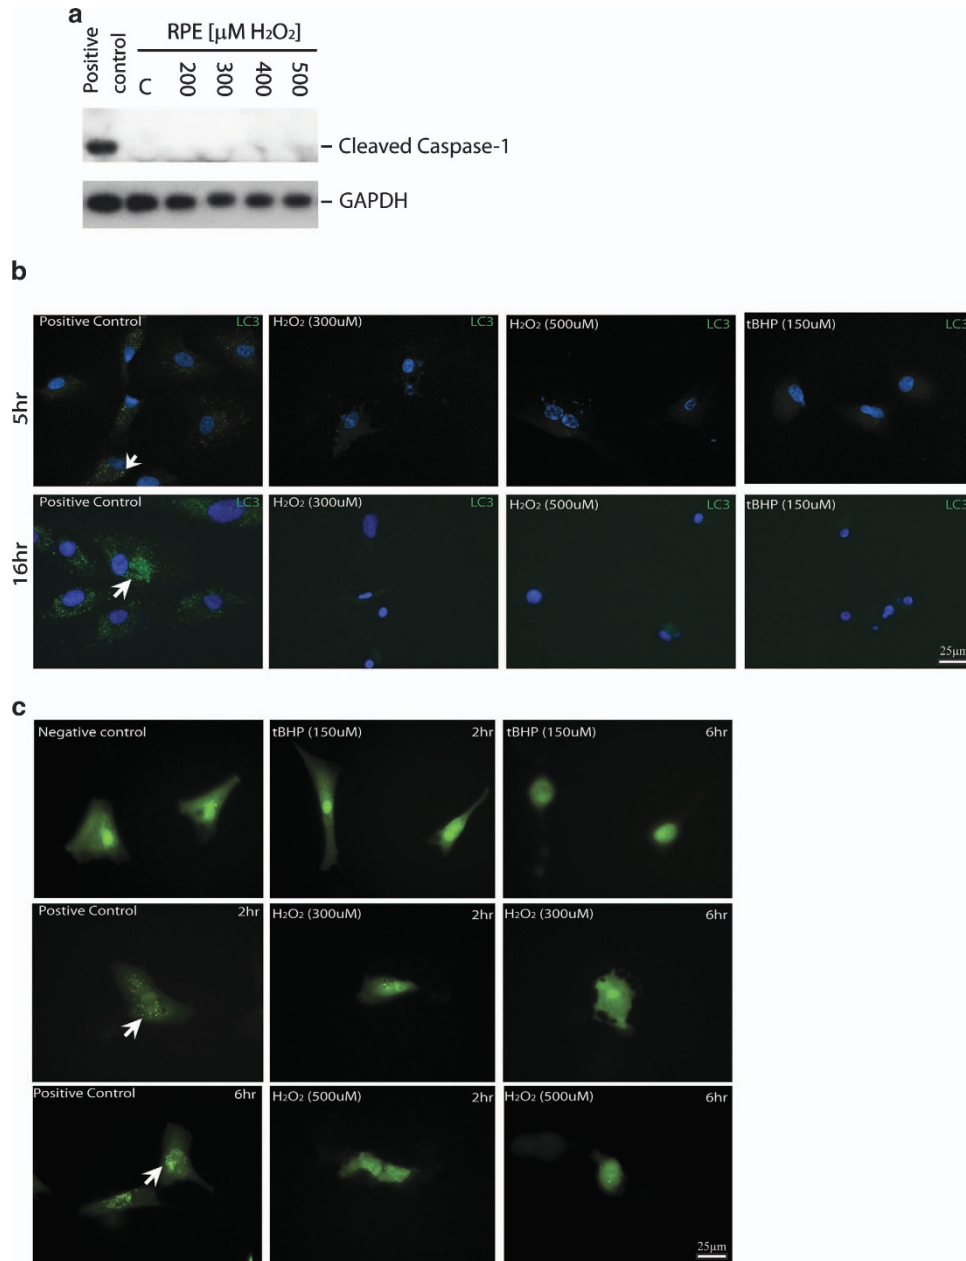 a
RPE [μM H₂O₂]
Positive control
C
200
300
400
500
– Cleaved Caspase-1
– GAPDH
b
5hr
Positive Control LC3
H₂O₂ (300uM) LC3
H₂O₂ (500uM) LC3
tBHP (150uM) LC3
16hr
Positive Control LC3
H₂O₂ (300uM) LC3
H₂O₂ (500uM) LC3
tBHP (150uM) LC3
25μm
c
Negative control
tBHP (150uM) 2hr
tBHP (150uM) 6hr
Postive Control 2hr
H₂O₂ (300uM) 2hr
H₂O₂ (300uM) 6hr
Positive Control 6hr
H₂O₂ (500uM) 2hr
H₂O₂ (500uM) 6hr
25μm